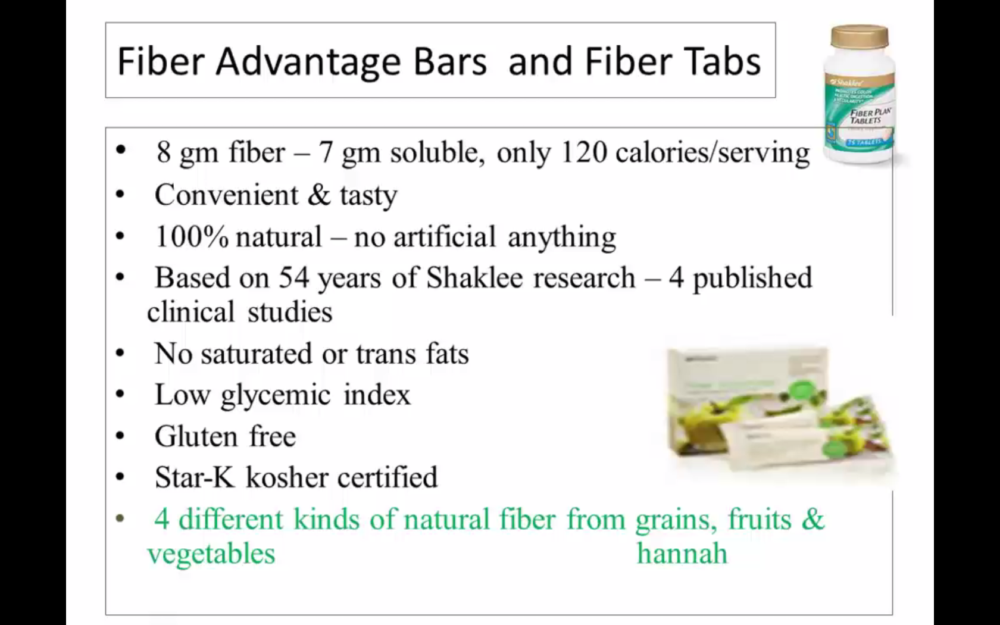 Fiber Advantage Bars and Fiber Tabs
Shaklee
FIBER PLAN
TABLETS
75 TABLETS
• 8 gm fiber – 7 gm soluble, only 120 calories/serving
• Convenient & tasty
• 100% natural – no artificial anything
• Based on 54 years of Shaklee research – 4 published
clinical studies
• No saturated or trans fats
• Low glycemic index
• Gluten free
• Star-K kosher certified
• 4 different kinds of natural fiber from grains, fruits &
vegetables hannah